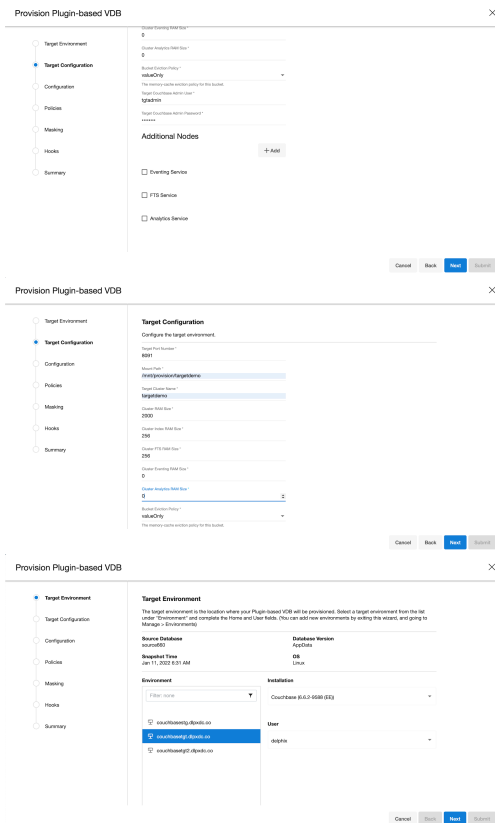 Provision Plugin-based VDB
Target Environment
Target Configuration
Configuration
Policies
Masking
Hooks
Summary
Cluster Eventing RAM Size *
0
Cluster Analytics RAM Size *
0
Bucket Eviction Policy *
valueOnly
The memory-cache eviction policy for this bucket.
Target Couchbase Admin User *
tgtadmin
Target Couchbase Admin Password *
••••••
Additional Nodes
+ Add
Eventing Service
FTS Service
Analytics Service
Cancel Back Next Submit
Provision Plugin-based VDB
Target Environment
Target Configuration
Configuration
Policies
Masking
Hooks
Summary
Target Configuration
Configure the target environment.
Target Port Number *
8091
Mount Path *
/mnt/provision/targetdemo
Target Cluster Name *
targetdemo
Cluster RAM Size *
2000
Cluster Index RAM Size *
256
Cluster FTS RAM Size *
256
Cluster Eventing RAM Size *
0
Cluster Analytics RAM Size *
0
Bucket Eviction Policy *
valueOnly
The memory-cache eviction policy for this bucket.
Cancel Back Next Submit
Provision Plugin-based VDB
Target Environment
Target Configuration
Configuration
Policies
Masking
Hooks
Summary
Target Environment
The target environment is the location where your Plugin-based VDB will be provisioned. Select a target environment from the list
under "Environment" and complete the Home and User fields. (You can add new environments by exiting this wizard, and going to
Manage > Environments)
Source Database
source660
Database Version
AppData
Snapshot Time
Jan 11, 2022 6:31 AM
OS
Linux
Environment
Filter: none
couchbasestg.dlpxdc.co
couchbasetgt.dlpxdc.co
couchbasetgt2.dlpxdc.co
Installation
Couchbase (6.6.2-9588 (EE))
User
delphix
Cancel Back Next Submit